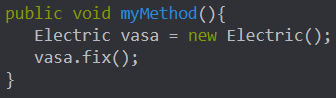 public void myMethod(){
   Electric vasa = new Electric();
   vasa.fix();
}